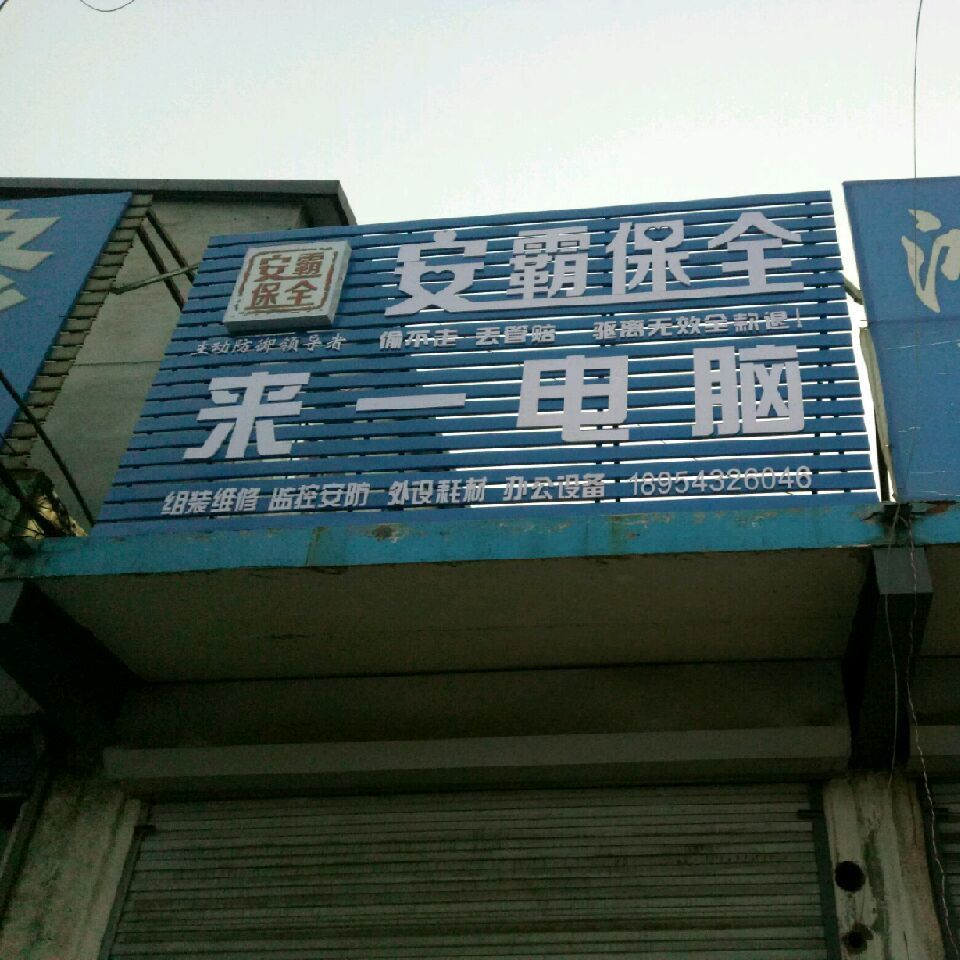 安霸
保全
安霸保全
主动防御领导者
偷不走 丢管赔 驱离无效全款退!
来一电脑
组装维修 监控安防 外设耗材 办公设备 18954326046